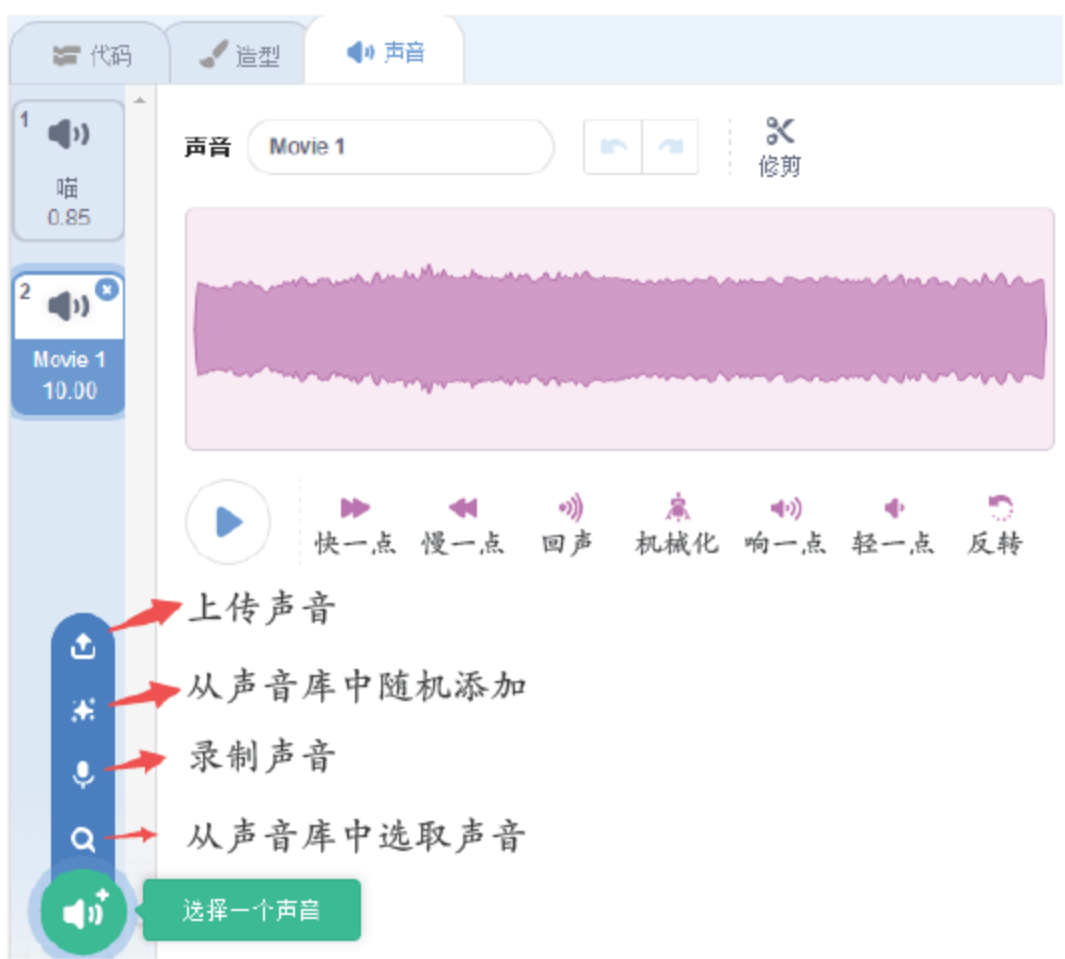 代码 造型 声音
1
喵
0.85
2
Movie 1
10.00
声音 Movie 1 修剪
快一点 慢一点 回声 机械化 响一点 轻一点 反转
上传声音
从声音库中随机添加
录制声音
从声音库中选取声音
选择一个声音